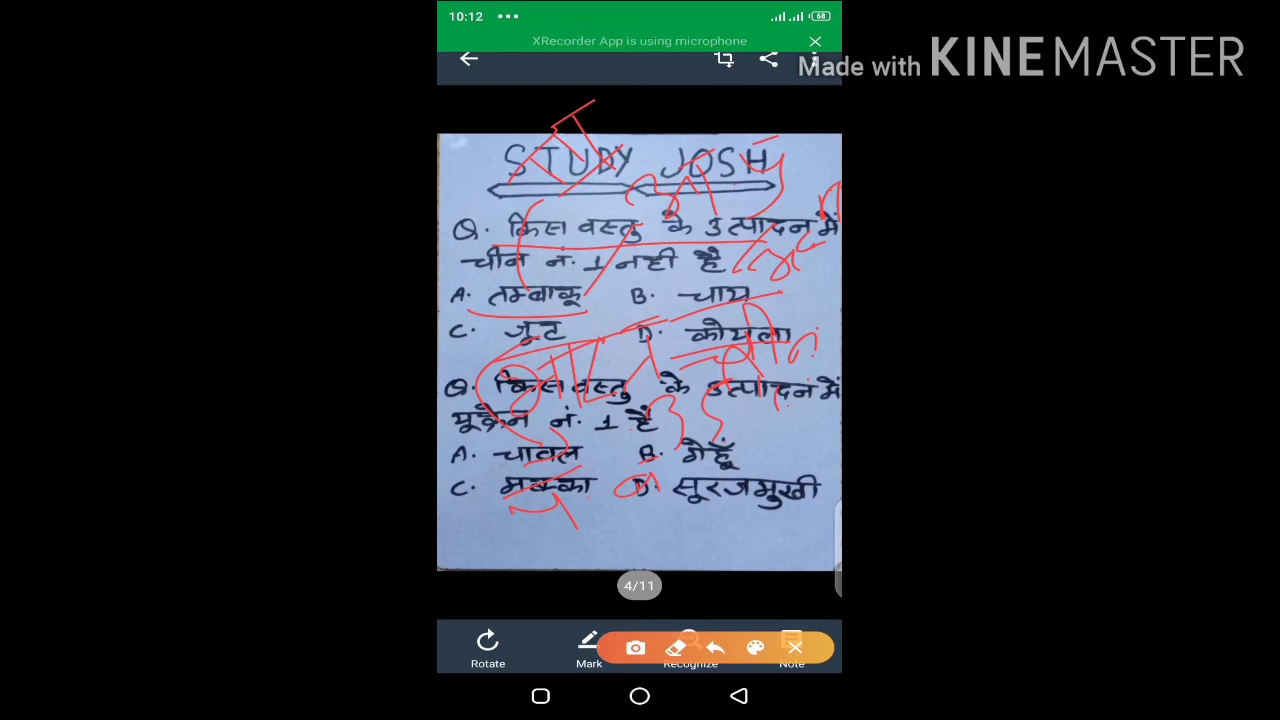 10:12
68
XRecorder App is using microphone
Made with KINEMASTER
STUDY JOSH
Q. किस वस्तु के उत्पादन में
चीन नं. 1 नही है
A. तम्बाकू B. चाय
C. जूट D. कोयला
Q. किस वस्तु के उत्पादन में
यूक्रेन नं. 1 है
A. चावल B. गेहूँ
C. मक्का D. सूरजमुखी
4/11
Rotate Mark Recognize Note